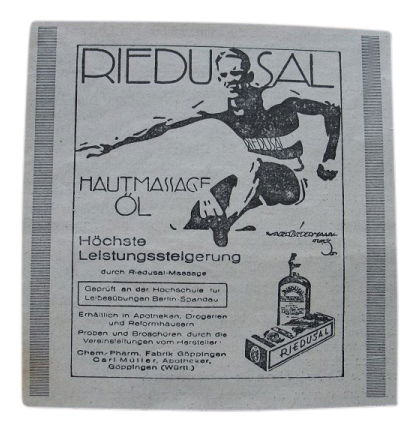 RIEDUSAL
RIEDUSAL
HAUTMASSAGE
ÖL
Höchste
Leistungssteigerung
durch Riedusal-Massage
Geprüft an der Hochschule für
Leibesübungen Berlin-Spandau
Erhältlich in Apotheken, Drogerien
und Reformhäusern
Proben und Broschüren durch die
Vereinsleitungen vom Hersteller:
Chem.-Pharm. Fabrik Göppingen
Carl Müller, Apotheker,
Göppingen (Württ.)
RIEDUSAL